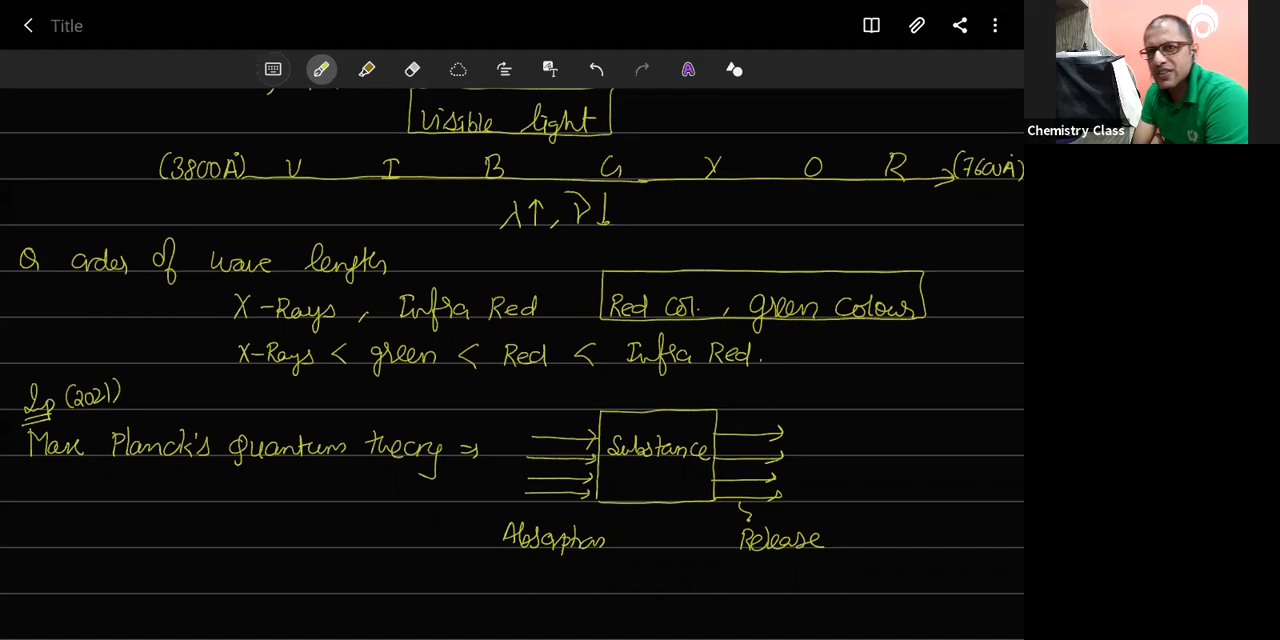 Title
Chemistry Class
visible light
(3800Å) V I B G Y O R (7600Å)
λ↑, ν↓
Q order of wave length
X-Rays, Infra Red Red Col., green colour
X-Rays < green < Red < Infra Red.
Imp (2021)
Max Planck's quantum theory ⇒ Substance
Absorption Release